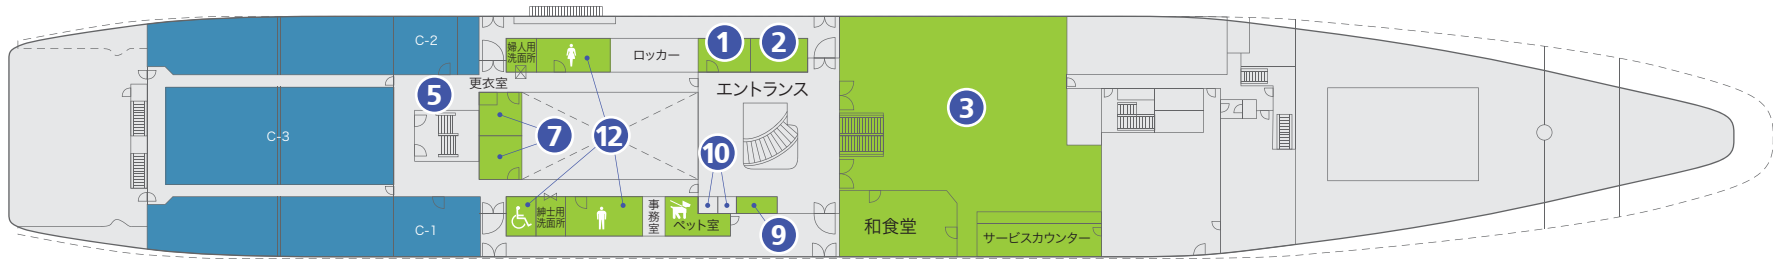 C-2
婦人用
洗面所
ロッカー
1
2
更衣室
エントランス
5
3
C-3
7
12
10
C-1
紳士用
洗面所
事務室
ペット室
9
和食堂
サービスカウンター